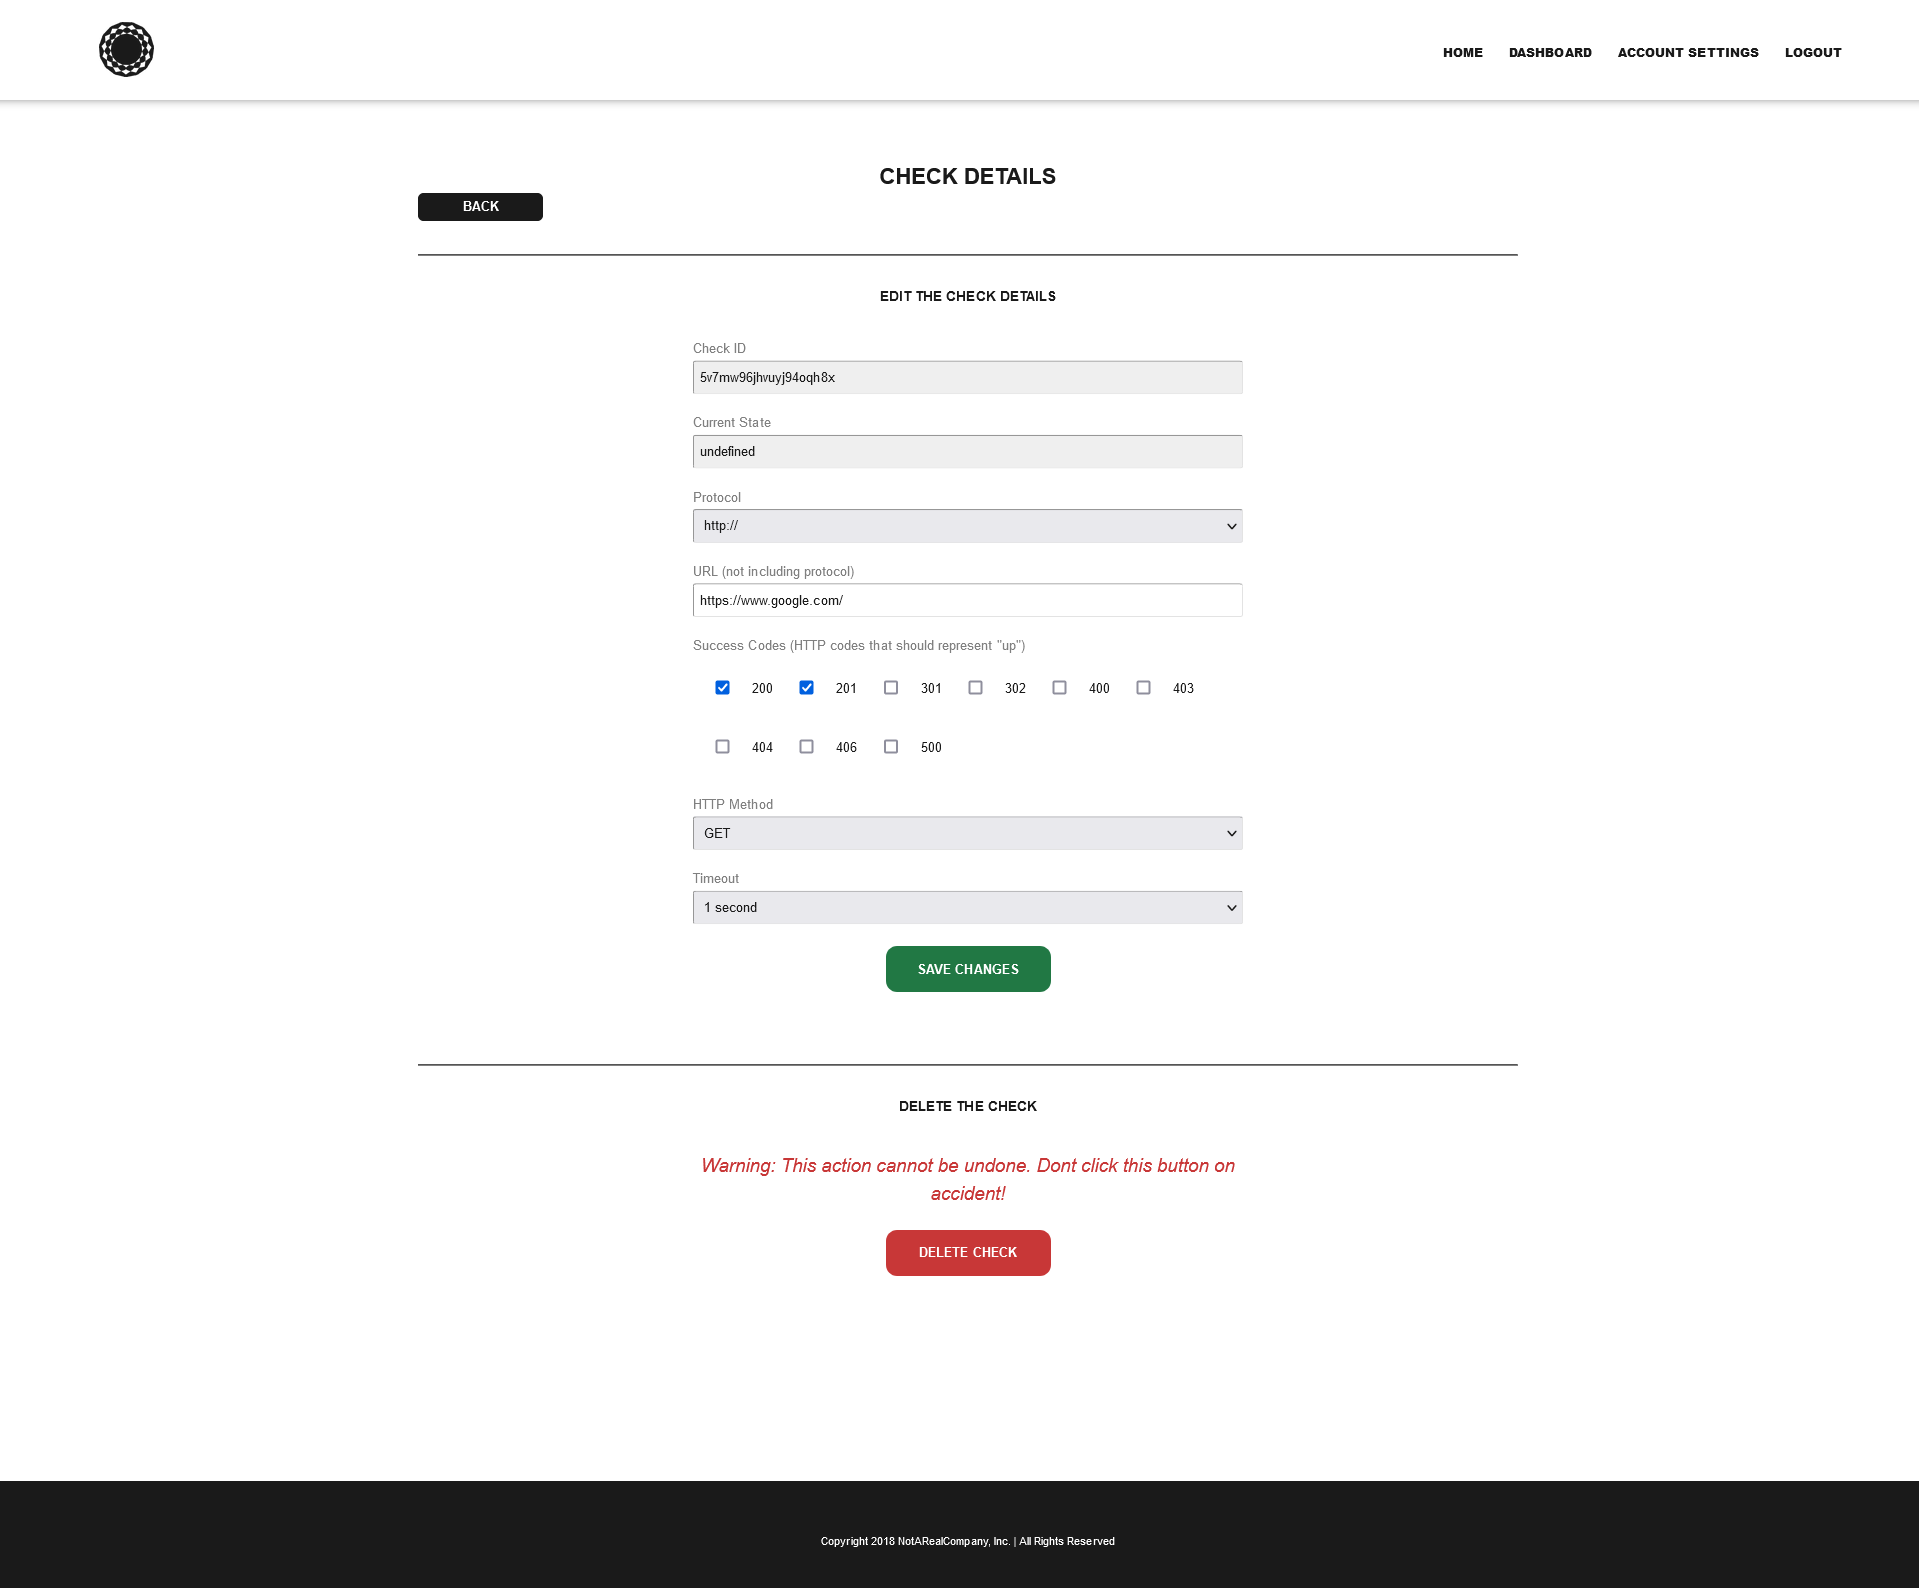 HOME DASHBOARD ACCOUNT SETTINGS LOGOUT
CHECK DETAILS
BACK
EDIT THE CHECK DETAILS
Check ID
5v7mw96jhvuyj94oqh8x
Current State
undefined
Protocol
http://
URL (not including protocol)
https://www.google.com/
Success Codes (HTTP codes that should represent "up")
200 201 301 302 400 403
404 406 500
HTTP Method
GET
Timeout
1 second
SAVE CHANGES
DELETE THE CHECK
Warning: This action cannot be undone. Dont click this button on
accident!
DELETE CHECK
Copyright 2018 NotARealCompany, Inc. | All Rights Reserved